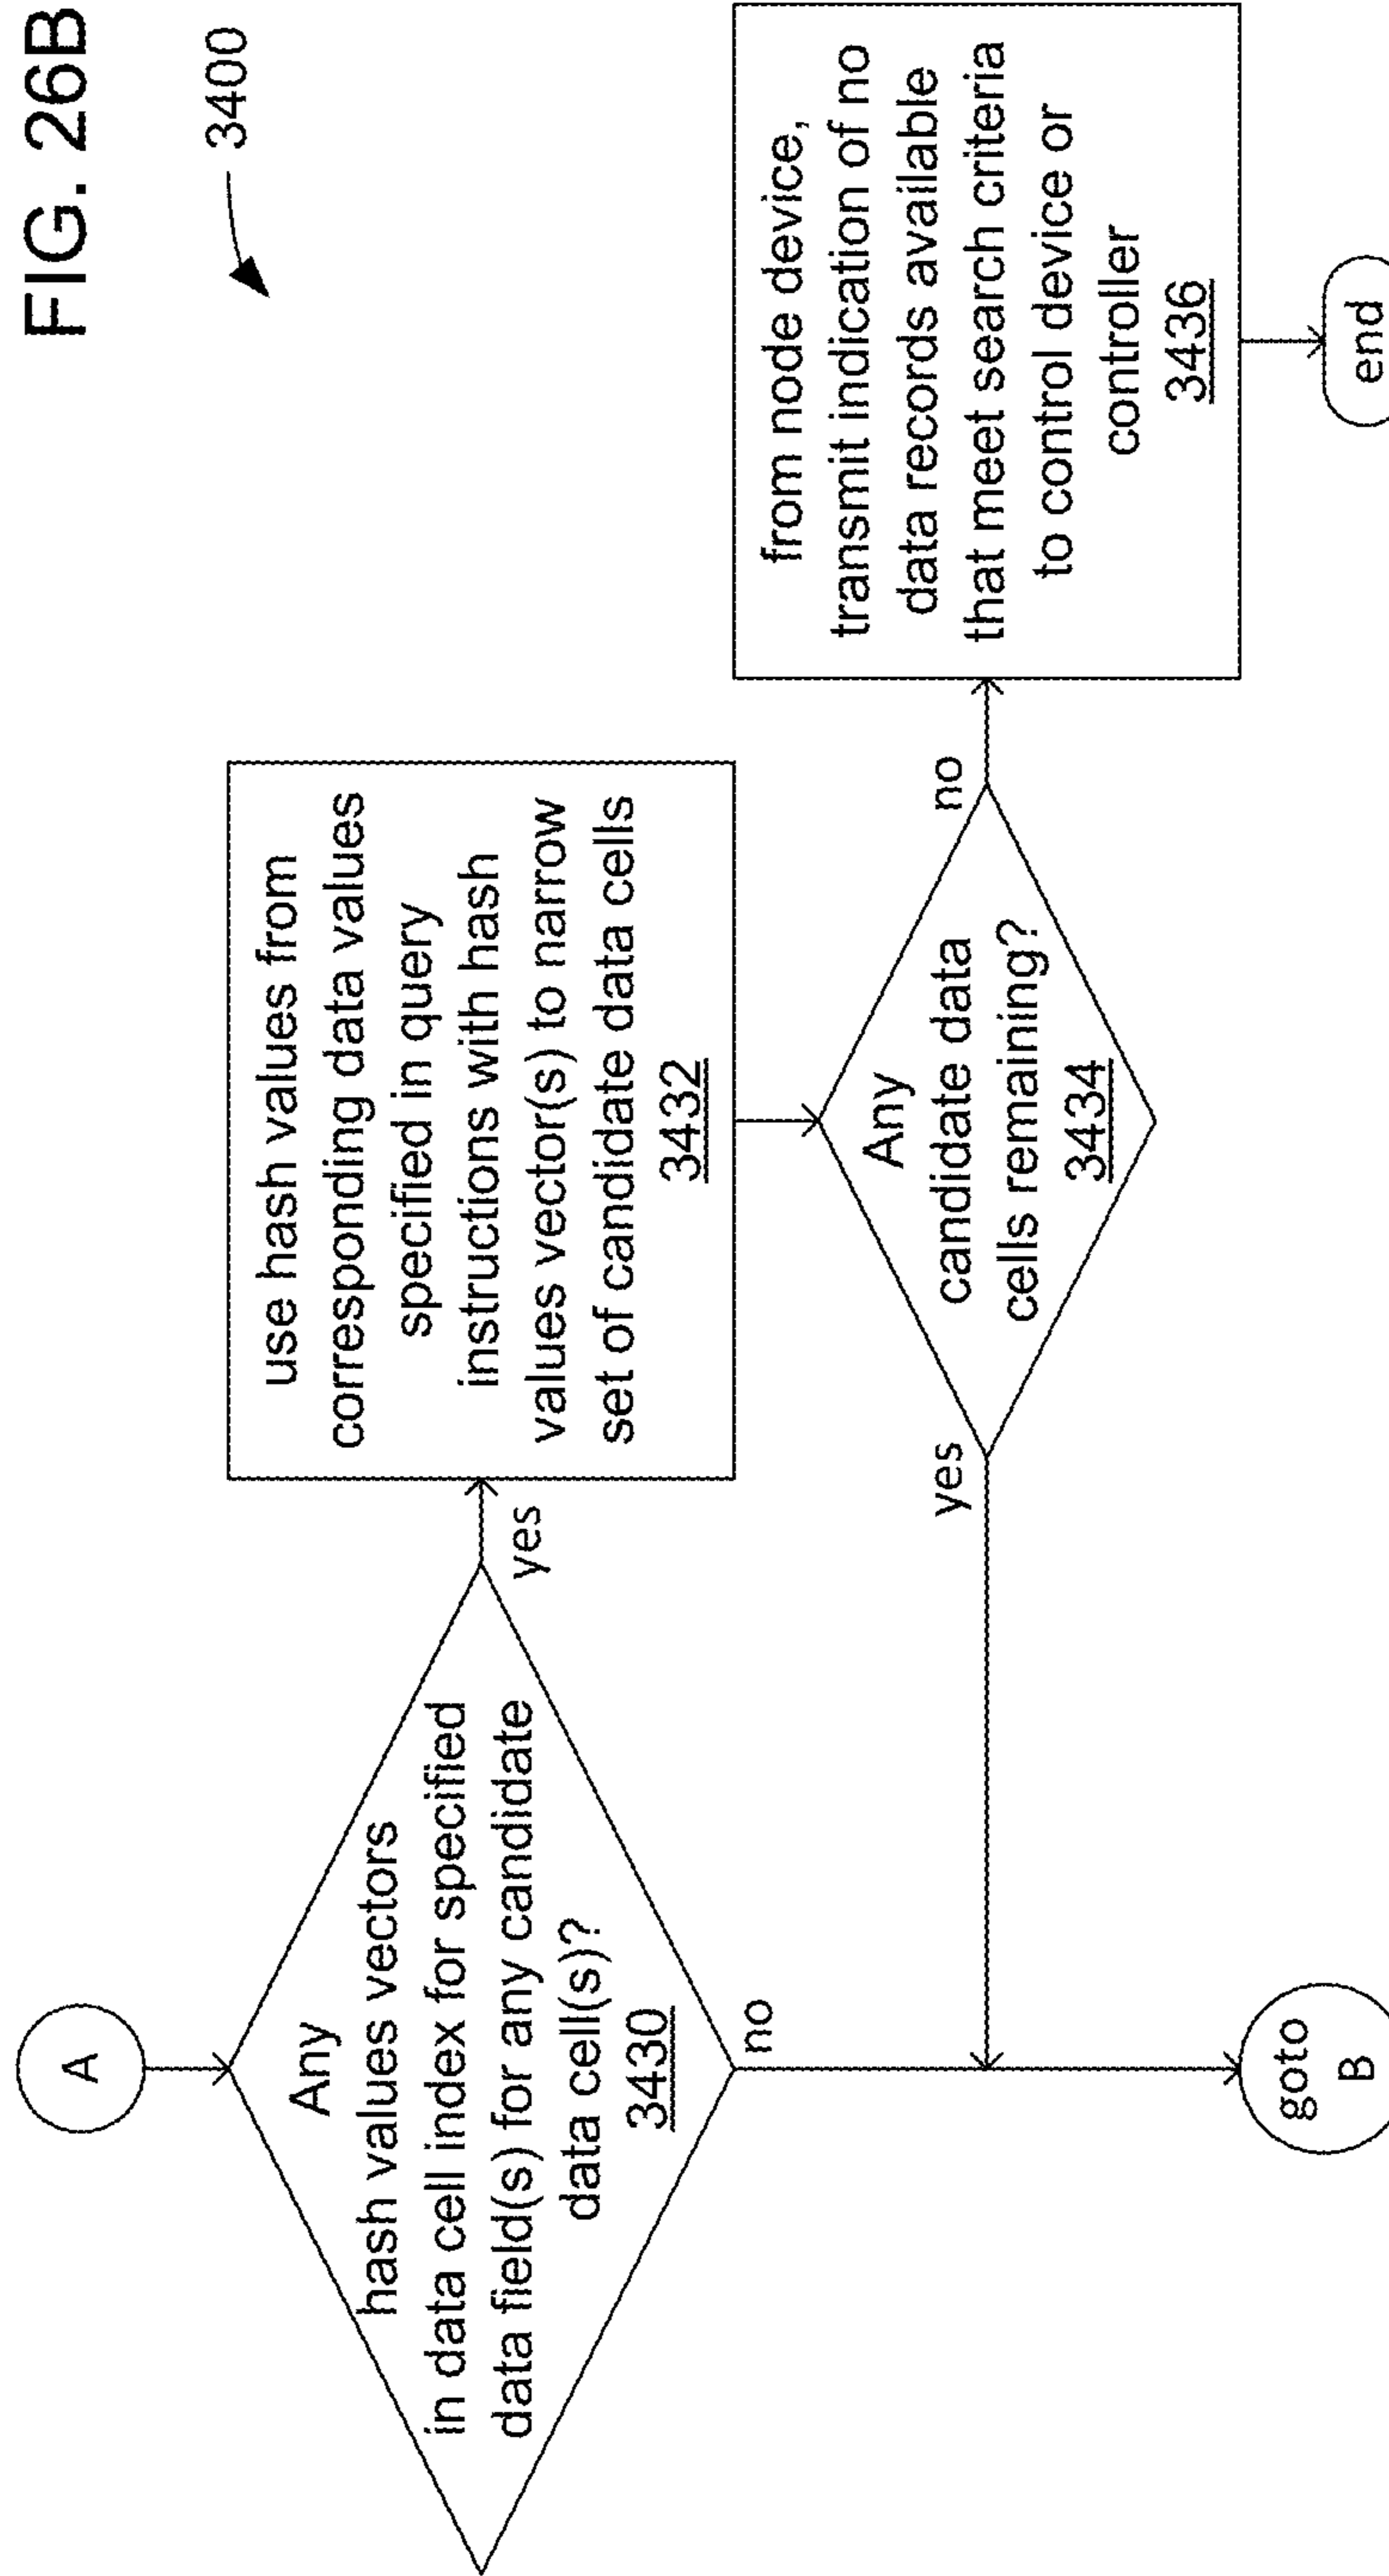 FIG. 26B
3400
A
Any
hash values vectors
in data cell index for specified
data field(s) for any candidate
data cell(s)?
3430
yes
no
use hash values from
corresponding data values
specified in query
instructions with hash
values vector(s) to narrow
set of candidate data cells
3432
Any
candidate data
cells remaining?
3434
yes
no
from node device,
transmit indication of no
data records available
that meet search criteria
to control device or
controller
3436
goto
B
end